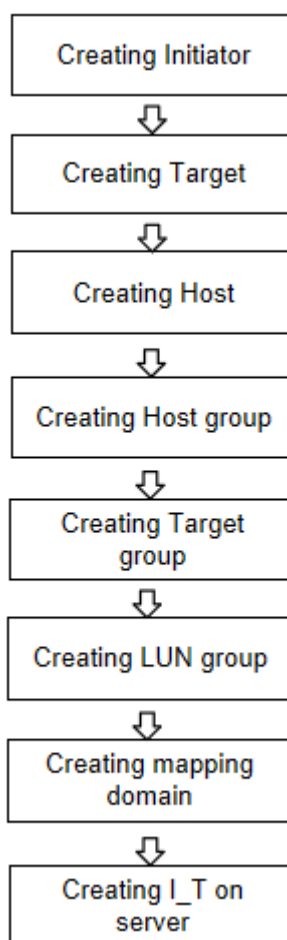 Creating Initiator
Creating Target
Creating Host
Creating Host group
Creating Target
group
Creating LUN group
Creating mapping
domain
Creating I_T on
server